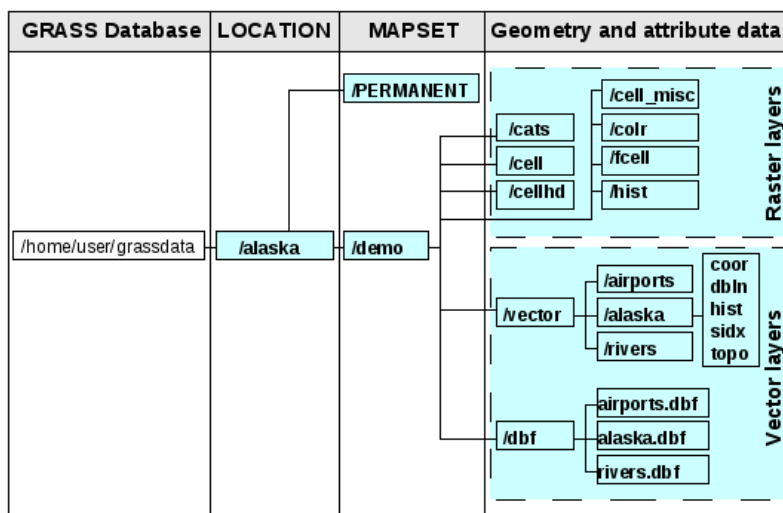 GRASS Database
LOCATION
MAPSET
Geometry and attribute data
/PERMANENT
/cell_misc
/cats
/colr
/cell
/fcell
/cellhd
/hist
Raster layers
/home/user/grassdata
/alaska
/demo
/vector
/airports
/alaska
/rivers
coor
dbln
hist
sidx
topo
/dbf
airports.dbf
alaska.dbf
rivers.dbf
Vector layers